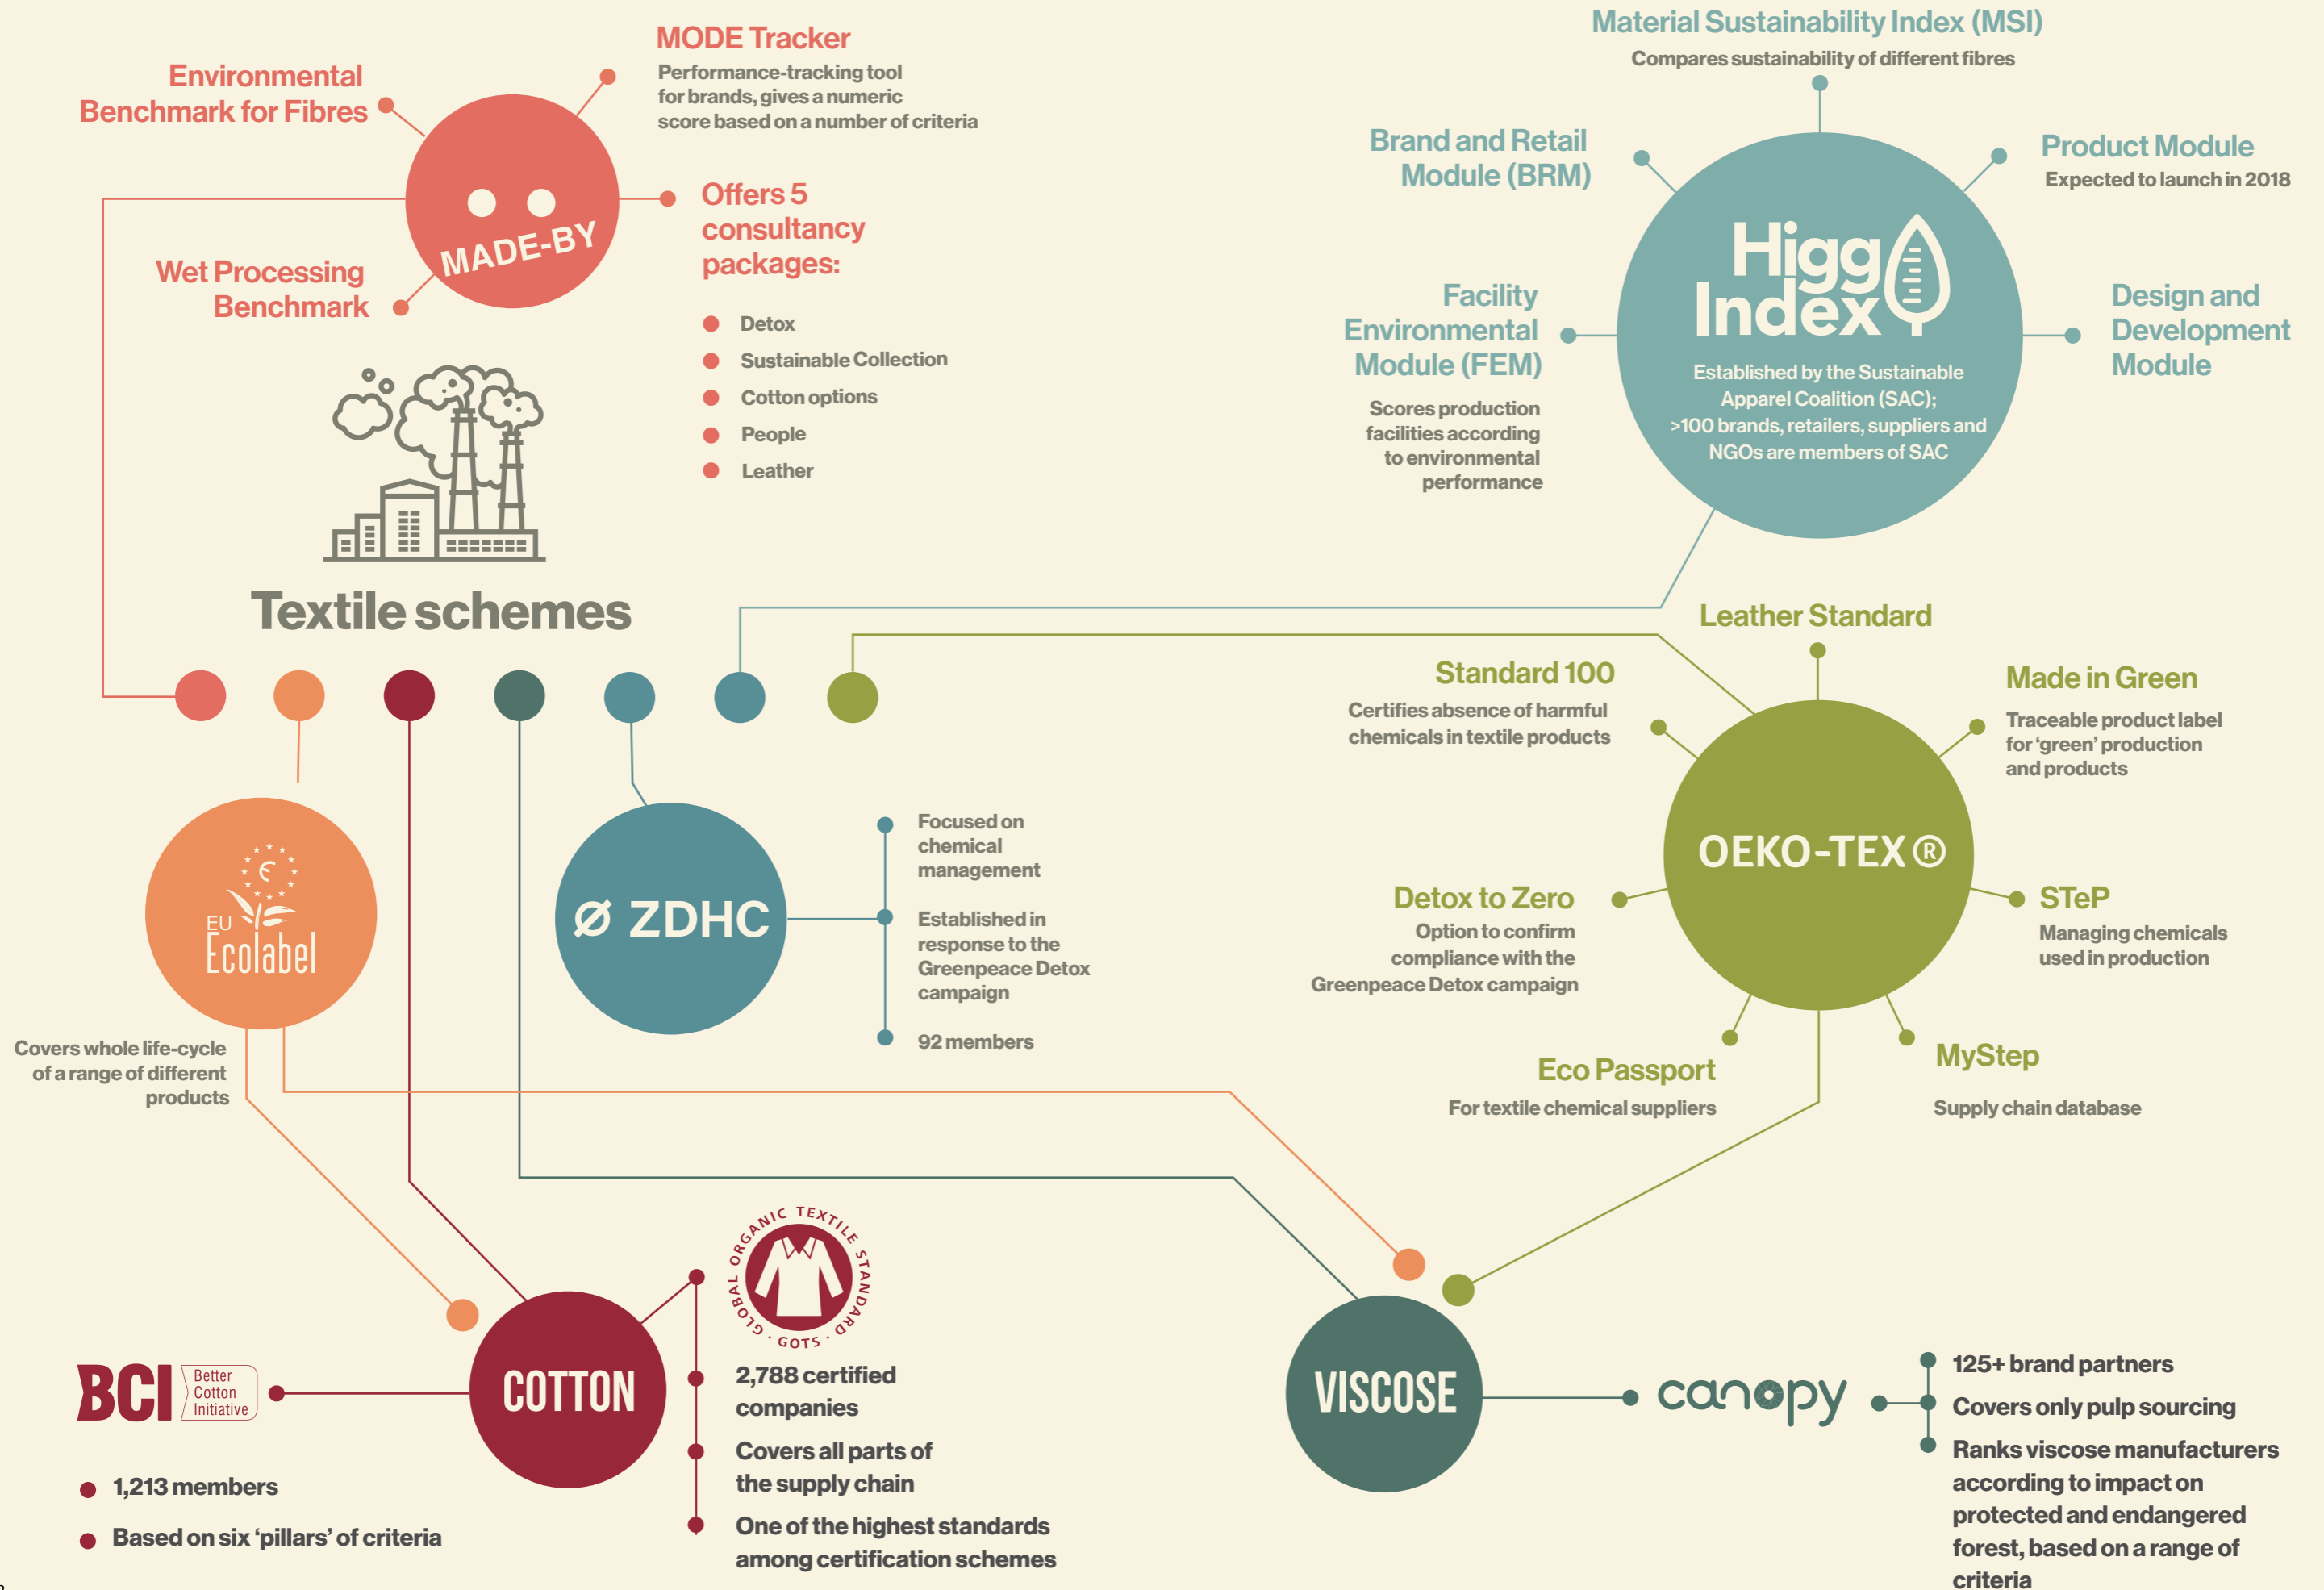 Environmental
Benchmark for Fibres
MODE Tracker
Performance-tracking tool
for brands, gives a numeric
score based on a number of criteria
MADE-BY
Wet Processing
Benchmark
Offers 5
consultancy
packages:
Detox
Sustainable Collection
Cotton options
People
Leather
Material Sustainability Index (MSI)
Compares sustainability of different fibres
Brand and Retail
Module (BRM)
Product Module
Expected to launch in 2018
Higg
Index
Established by the Sustainable
Apparel Coalition (SAC);
>100 brands, retailers, suppliers and
NGOs are members of SAC
Facility
Environmental
Module (FEM)
Scores production
facilities according
to environmental
performance
Design and
Development
Module
Textile schemes
Leather Standard
Standard 100
Certifies absence of harmful
chemicals in textile products
Made in Green
Traceable product label
for ‘green’ production
and products
OEKO-TEX®
Detox to Zero
Option to confirm
compliance with the
Greenpeace Detox campaign
STeP
Managing chemicals
used in production
Eco Passport
For textile chemical suppliers
MyStep
Supply chain database
EU
Ecolabel
Covers whole life-cycle
of a range of different
products
Ø ZDHC
Focused on
chemical
management
Established in
response to the
Greenpeace Detox
campaign
92 members
BCI
Better
Cotton
Initiative
1,213 members
Based on six ‘pillars’ of criteria
COTTON
GLOBAL ORGANIC TEXTILE STANDARD · GOTS ·
2,788 certified
companies
Covers all parts of
the supply chain
One of the highest standards
among certification schemes
VISCOSE
canopy
125+ brand partners
Covers only pulp sourcing
Ranks viscose manufacturers
according to impact on
protected and endangered
forest, based on a range of
criteria